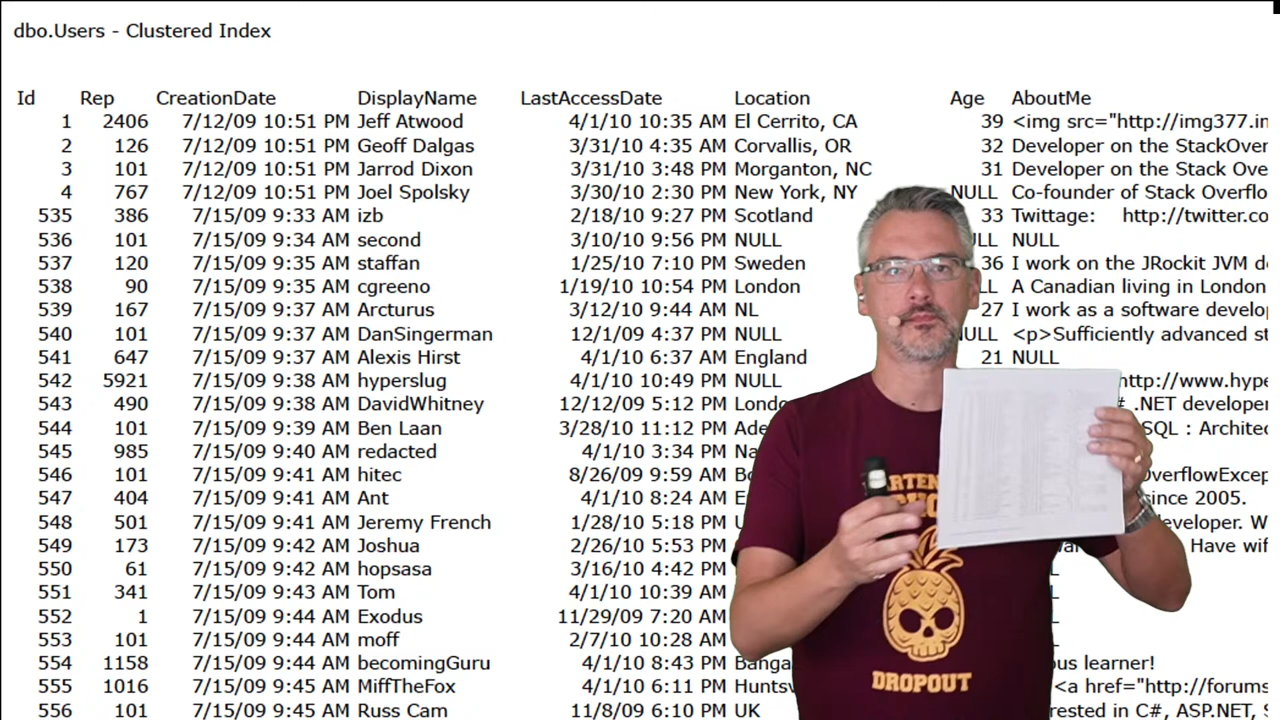 dbo.Users - Clustered Index
Id Rep CreationDate DisplayName LastAccessDate Location Age AboutMe
1 2406 7/12/09 10:51 PM Jeff Atwood 4/1/10 10:35 AM El Cerrito, CA 39 <img src="http://img377.in
2 126 7/12/09 10:51 PM Geoff Dalgas 3/31/10 4:35 AM Corvallis, OR 32 Developer on the StackOver
3 101 7/12/09 10:51 PM Jarrod Dixon 3/31/10 3:48 PM Morganton, NC 31 Developer on the Stack Ove
4 767 7/12/09 10:51 PM Joel Spolsky 3/30/10 2:30 PM New York, NY NULL Co-founder of Stack Overflo
535 386 7/15/09 9:33 AM izb 2/18/10 9:27 PM Scotland 33 Twittage: http://twitter.co
536 101 7/15/09 9:34 AM second 3/10/10 9:56 PM NULL ULL NULL
537 120 7/15/09 9:35 AM staffan 1/25/10 7:10 PM Sweden 36 I work on the JRockit JVM de
538 90 7/15/09 9:35 AM cgreeno 1/19/10 10:54 PM London LL A Canadian living in London
539 167 7/15/09 9:37 AM Arcturus 3/12/10 9:44 AM NL 27 I work as a software develop
540 101 7/15/09 9:37 AM DanSingerman 12/1/09 4:37 PM NULL NULL <p>Sufficiently advanced st
541 647 7/15/09 9:37 AM Alexis Hirst 4/1/10 6:37 AM England 21 NULL
542 5921 7/15/09 9:38 AM hyperslug 4/1/10 10:49 PM NULL http://www.hype
543 490 7/15/09 9:38 AM DavidWhitney 12/12/09 5:12 PM Londo # .NET developer
544 101 7/15/09 9:39 AM Ben Laan 3/28/10 11:12 PM Ade SQL : Architec
545 985 7/15/09 9:40 AM redacted 4/1/10 3:34 PM Na
546 101 7/15/09 9:41 AM hitec 8/26/09 9:59 AM Bo OverflowExcep
547 404 7/15/09 9:41 AM Ant 4/1/10 8:24 AM E since 2005.
548 501 7/15/09 9:41 AM Jeremy French 1/28/10 5:18 PM U eveloper. W
549 173 7/15/09 9:42 AM Joshua 2/26/10 5:53 PM Have wif
550 61 7/15/09 9:42 AM hopsasa 3/16/10 4:42 PM
551 341 7/15/09 9:43 AM Tom 4/1/10 10:39 AM
552 1 7/15/09 9:44 AM Exodus 11/29/09 7:20 AM
553 101 7/15/09 9:44 AM moff 2/7/10 10:28 AM
554 1158 7/15/09 9:44 AM becomingGuru 4/1/10 8:43 PM Banga us learner!
555 1016 7/15/09 9:45 AM MiffTheFox 4/1/10 6:11 PM Huntsv <a href="http://forums
556 101 7/15/09 9:45 AM Russ Cam 11/8/09 6:10 PM UK rested in C#, ASP.NET, S
DROPOUT